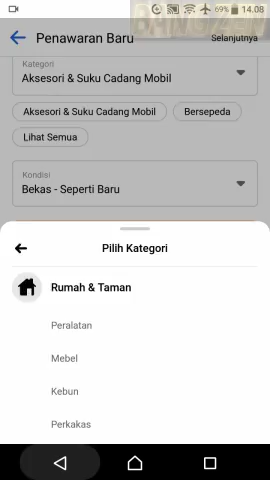 69% 14.08
Penawaran Baru
Selanjutnya
Kategori
Aksesori & Suku Cadang Mobil
Aksesori & Suku Cadang Mobil
Bersepeda
Lihat Semua
Kondisi
Bekas - Seperti Baru
Pilih Kategori
Rumah & Taman
Peralatan
Mebel
Kebun
Perkakas